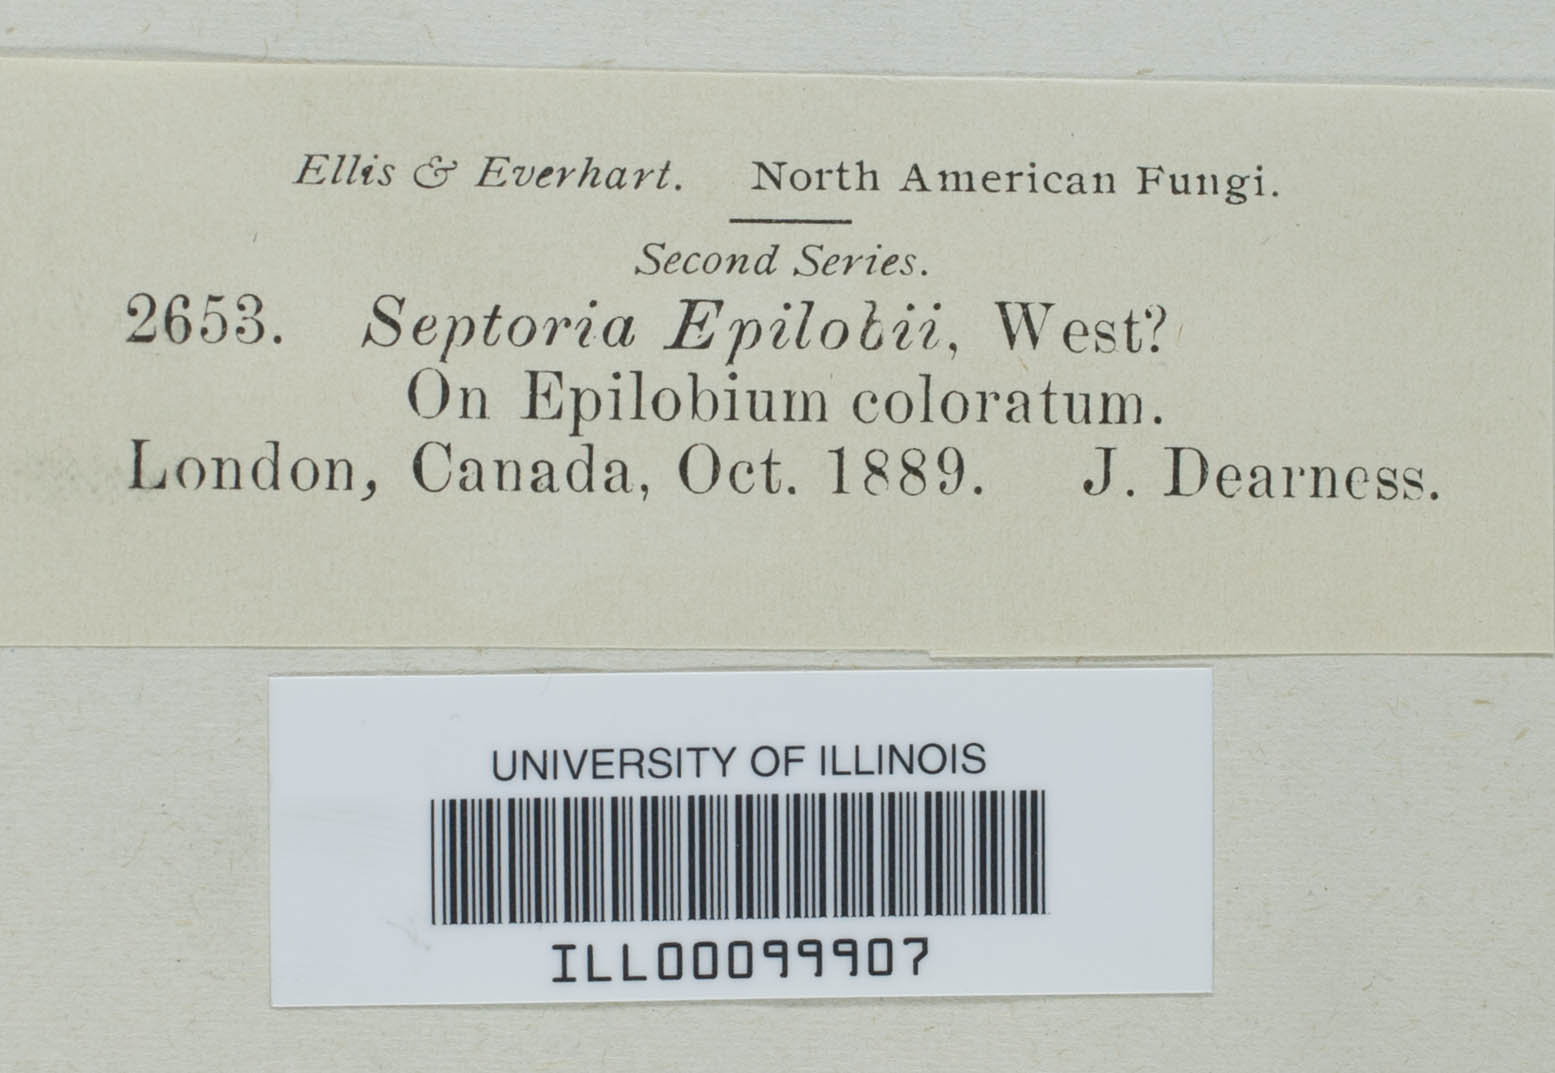 Ellis & Everhart. North American Fungi.
Second Series.
2653. Septoria Epilobii, West?
On Epilobium coloratum.
London, Canada, Oct. 1889. J. Dearness.
UNIVERSITY OF ILLINOIS
ILL00099907